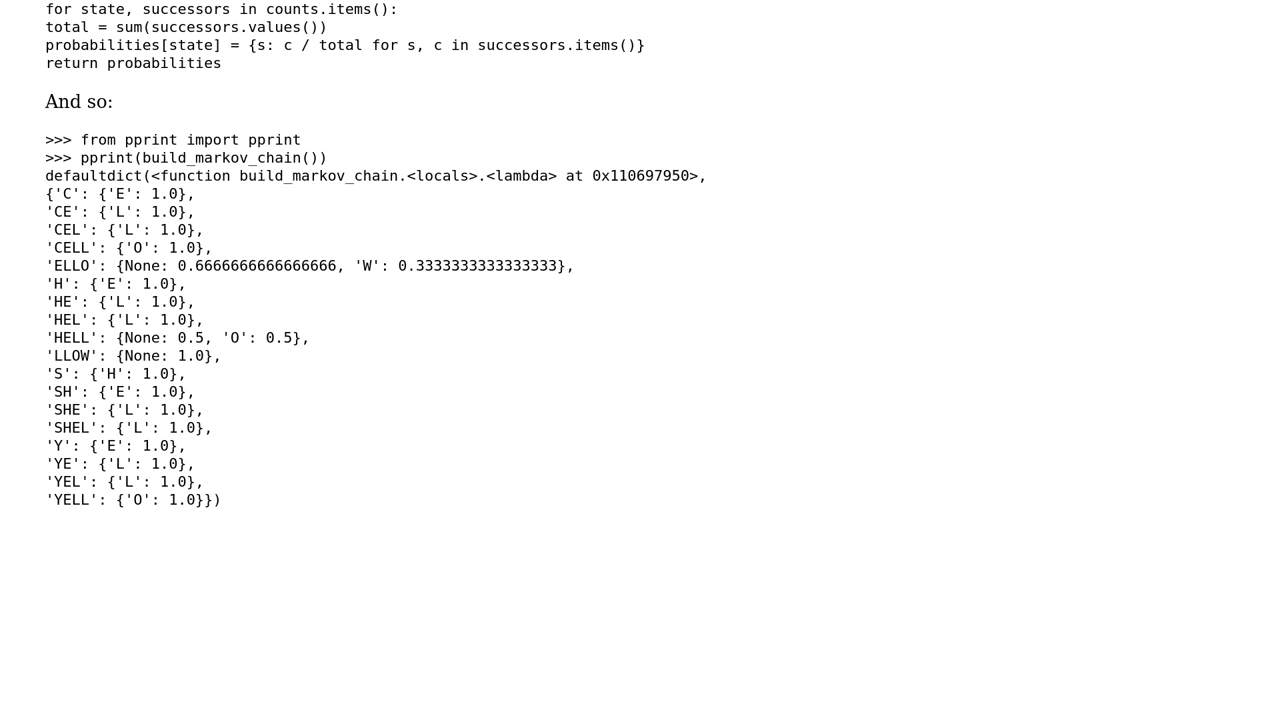 for state, successors in counts.items():
total = sum(successors.values())
probabilities[state] = {s: c / total for s, c in successors.items()}
return probabilities
And so:
>>> from pprint import pprint
>>> pprint(build_markov_chain())
defaultdict(<function build_markov_chain.<locals>.<lambda> at 0x110697950>,
{'C': {'E': 1.0},
'CE': {'L': 1.0},
'CEL': {'L': 1.0},
'CELL': {'O': 1.0},
'ELLO': {None: 0.6666666666666666, 'W': 0.3333333333333333},
'H': {'E': 1.0},
'HE': {'L': 1.0},
'HEL': {'L': 1.0},
'HELL': {None: 0.5, 'O': 0.5},
'LLOW': {None: 1.0},
'S': {'H': 1.0},
'SH': {'E': 1.0},
'SHE': {'L': 1.0},
'SHEL': {'L': 1.0},
'Y': {'E': 1.0},
'YE': {'L': 1.0},
'YEL': {'L': 1.0},
'YELL': {'O': 1.0}})